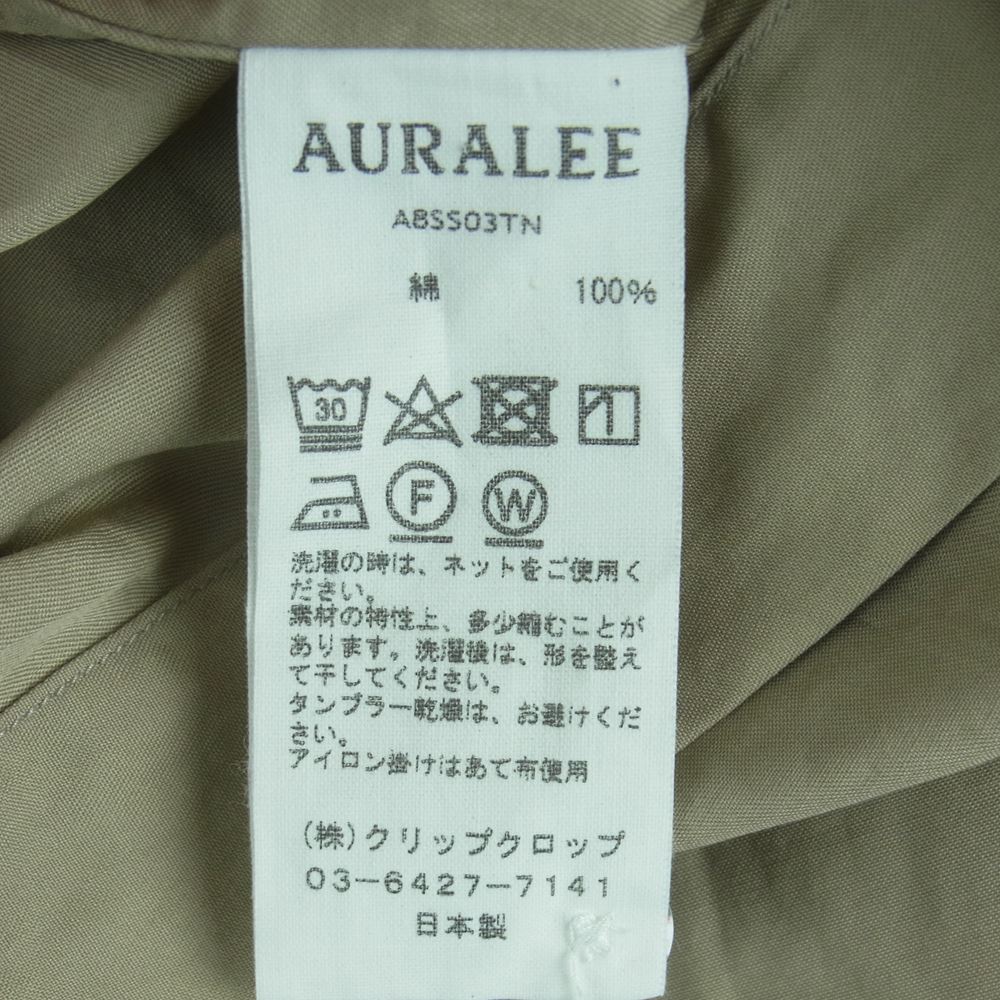 AURALEE
A8SS03TN
綿 100%
30
F W
洗濯の時は、ネットをご使用く
ださい。
素材の特性上、多少縮むことが
あります。洗濯後は、形を整え
て干してください。
タンブラー乾燥は、お避けくだ
さい。
アイロン掛けはあて布使用
(株)クリップクロップ
03-6427-7141
日本製